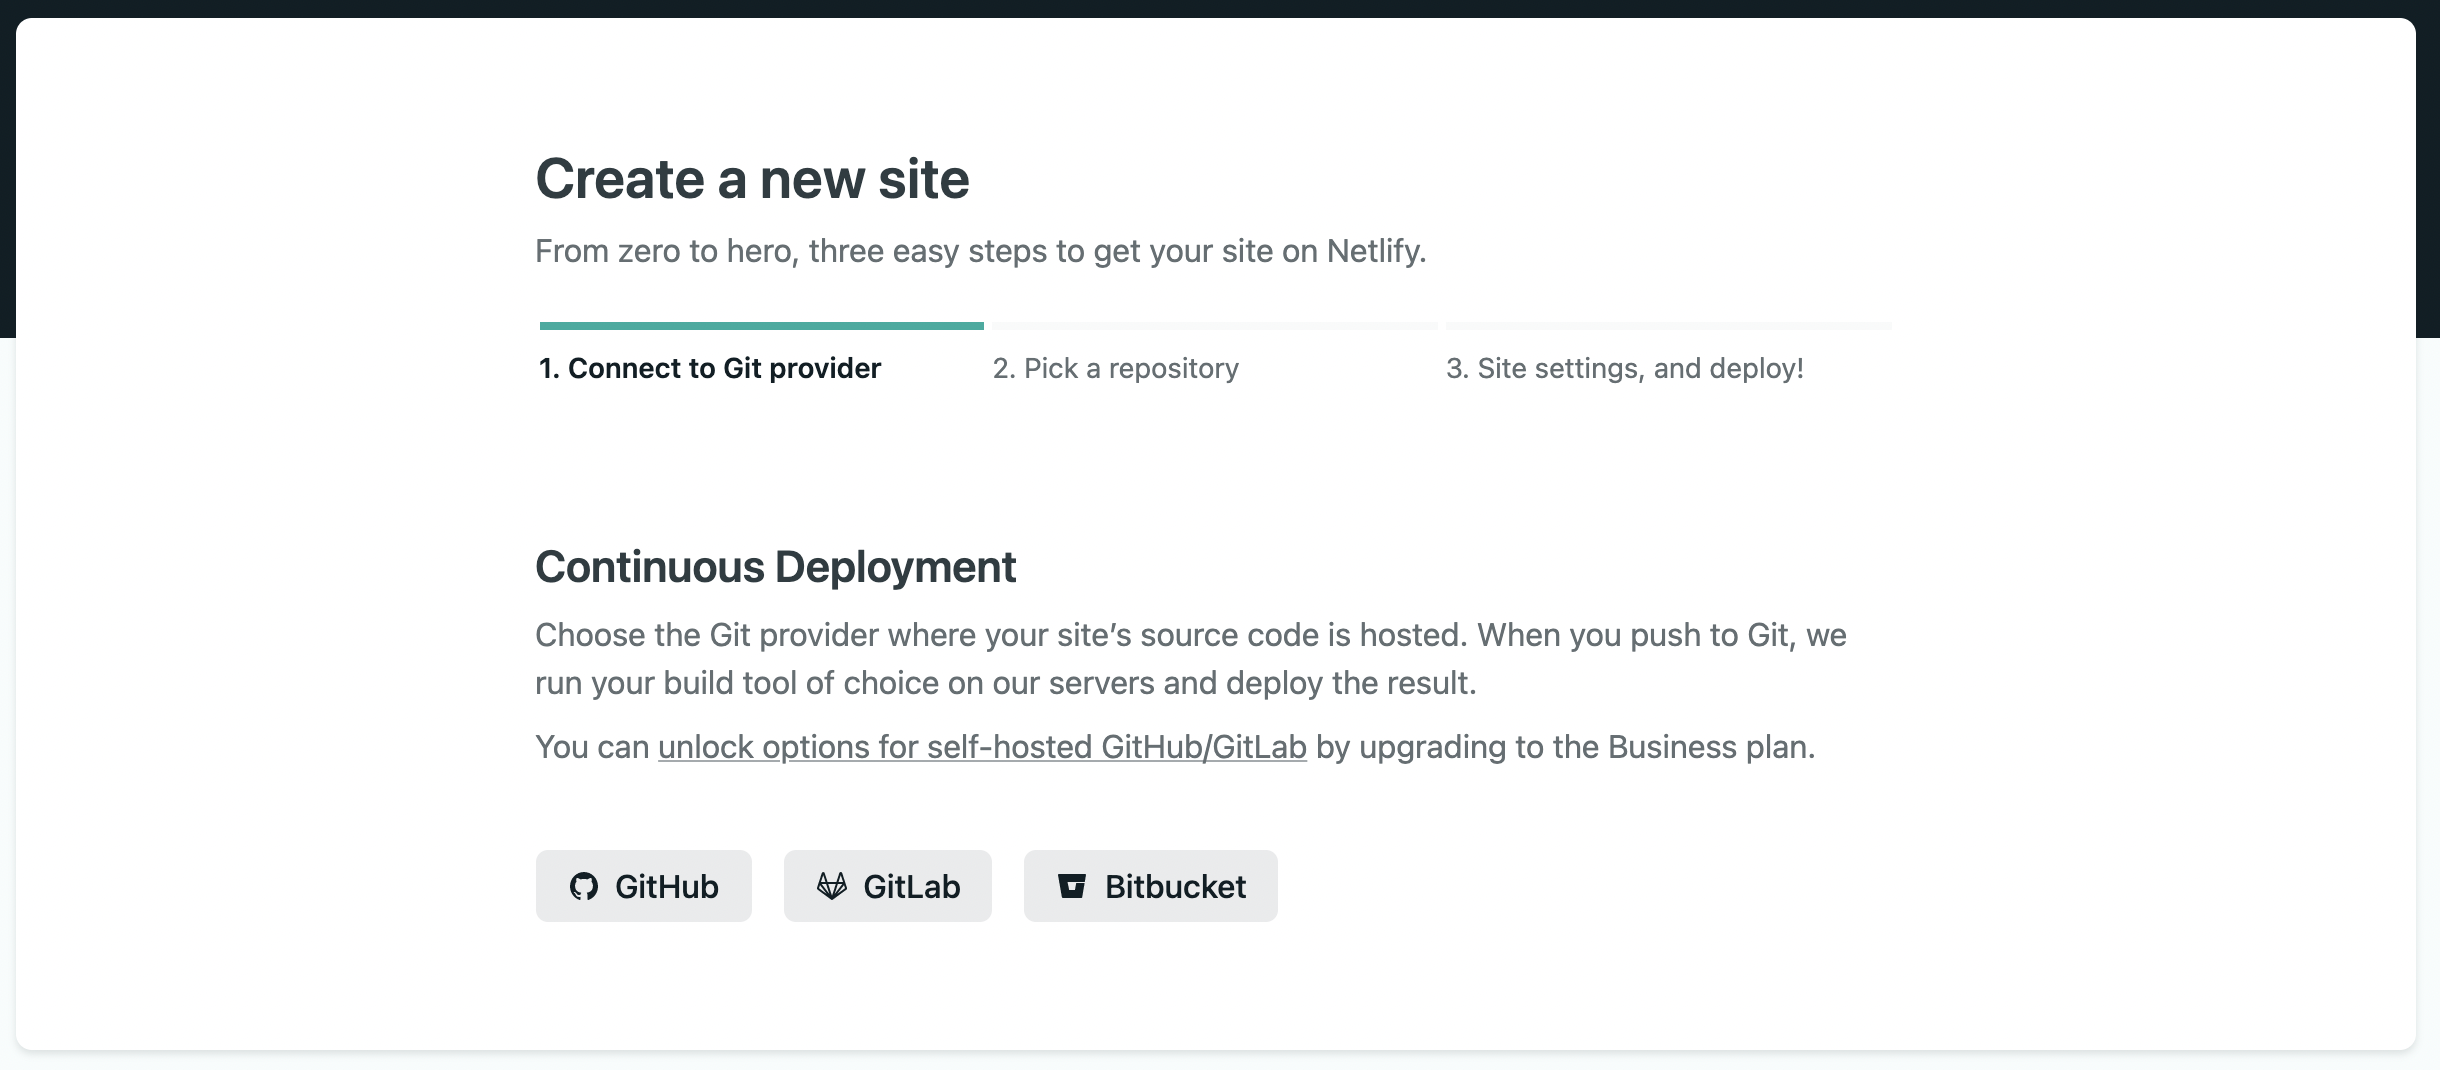 Create a new site
From zero to hero, three easy steps to get your site on Netlify.
1. Connect to Git provider
2. Pick a repository
3. Site settings, and deploy!
Continuous Deployment
Choose the Git provider where your site’s source code is hosted. When you push to Git, we
run your build tool of choice on our servers and deploy the result.
You can unlock options for self-hosted GitHub/GitLab by upgrading to the Business plan.
GitHub
GitLab
Bitbucket